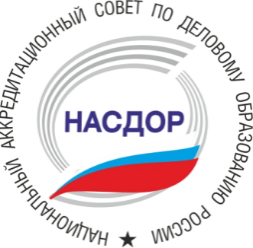 НАЦИОНАЛЬНЫЙ АККРЕДИТАЦИОННЫЙ СОВЕТ ПО ДЕЛОВОМУ ОБРАЗОВАНИЮ РОССИИ
НАСДОР